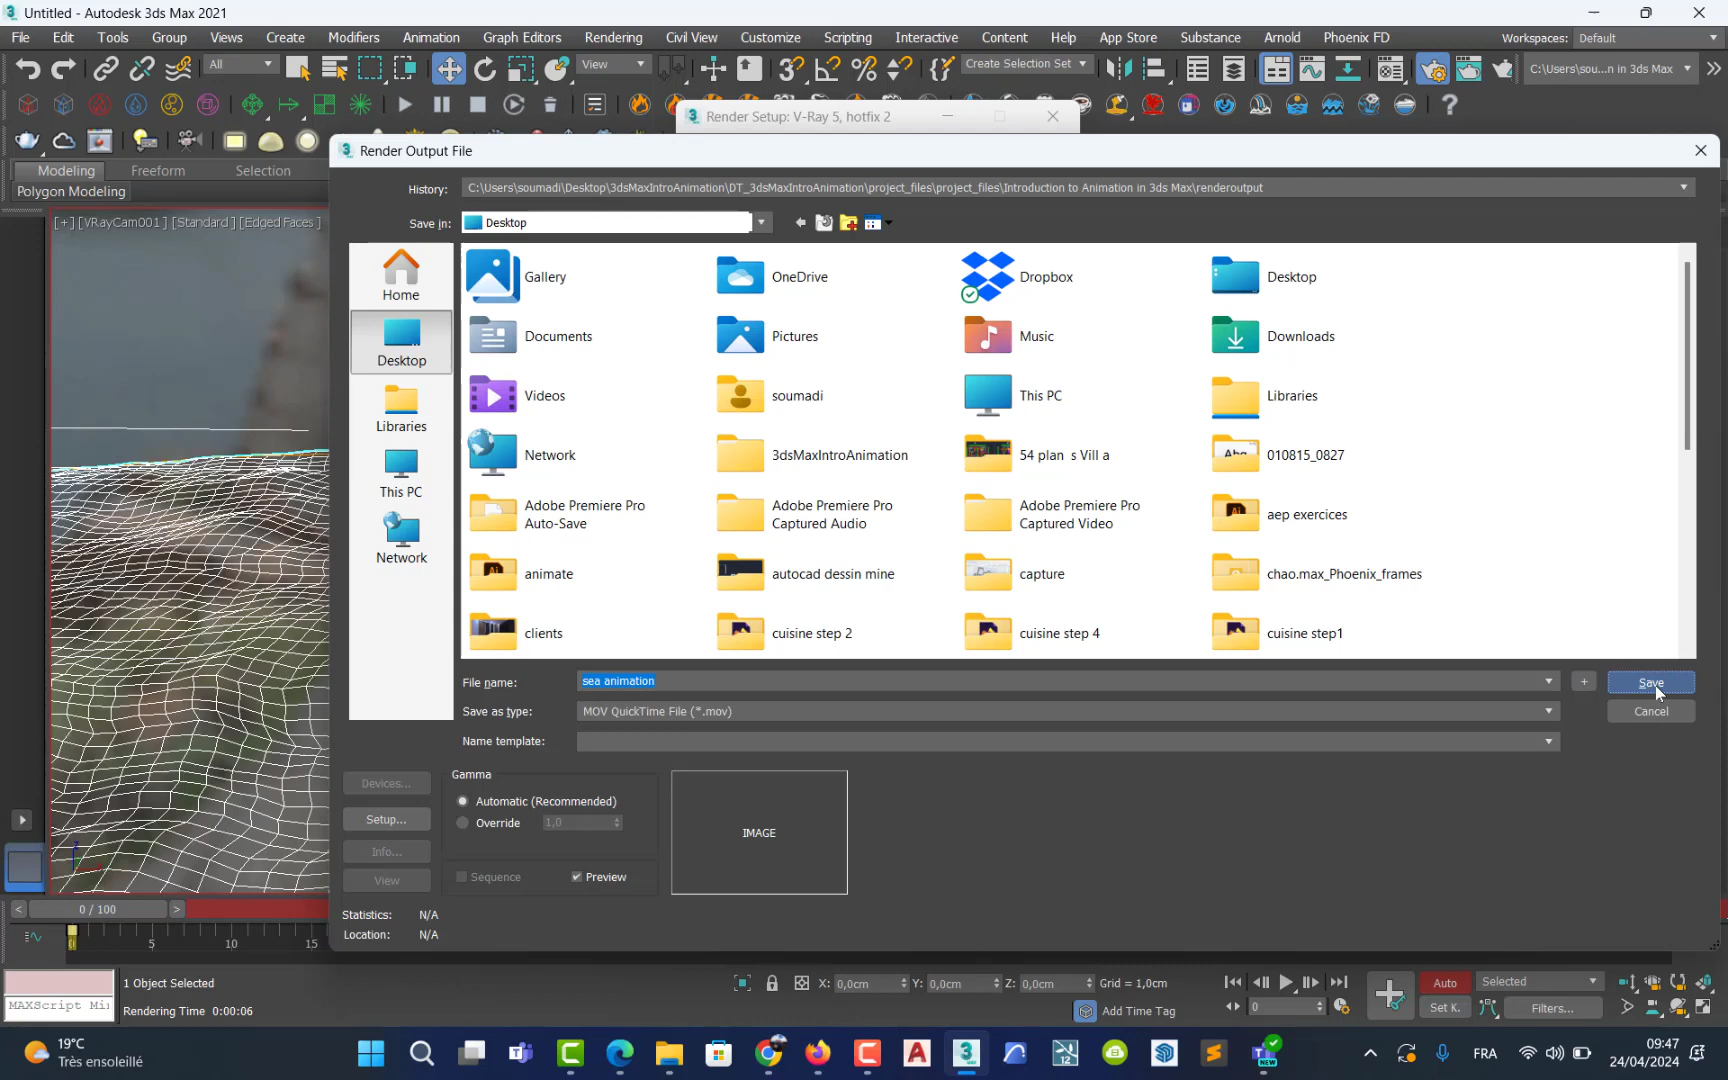 Untitled - Autodesk 3ds Max 2021
File Edit Tools Group Views Create Modifiers Animation Graph Editors Rendering Civil View Customize Scripting Interactive Content Help App Store Substance Arnold Phoenix FD Workspaces: Default
All View Create Selection Set C:\Users\sou...n in 3ds Max
Render Setup: V-Ray 5, hotfix 2
Modeling Freeform Selection
Polygon Modeling
[+] [VRayCam001] [Standard] [Edged Faces]
Render Output File
History: C:\Users\soumadi\Desktop\3dsMaxIntroAnimation\DT_3dsMaxIntroAnimation\project_files\project_files\Introduction to Animation in 3ds Max\renderoutput
Save in: Desktop
Home
Desktop
Libraries
This PC
Network
Gallery OneDrive Dropbox Desktop
Documents Pictures Music Downloads
Videos soumadi This PC Libraries
Network 3dsMaxIntroAnimation 54 plan s Vill a 010815_0827
Adobe Premiere Pro Auto-Save Adobe Premiere Pro Captured Audio Adobe Premiere Pro Captured Video aep exercices
animate autocad dessin mine capture chao.max_Phoenix_frames
clients cuisine step 2 cuisine step 4 cuisine step1
File name: sea animation + Save
Save as type: MOV QuickTime File (*.mov) Cancel
Name template:
Devices...
Setup...
Info...
View
Gamma
Automatic (Recommended)
Override 1,0
Sequence Preview
IMAGE
Statistics: N/A
Location: N/A
< 0 / 100 >
0 5 10 15
1 Object Selected X: 0,0cm Y: 0,0cm Z: 0,0cm Grid = 1,0cm Auto Selected
MAXScript Mi Rendering Time 0:00:06 Add Time Tag 0 Set K. Filters...
19°C
Très ensoleillé
FRA
09:47
24/04/2024